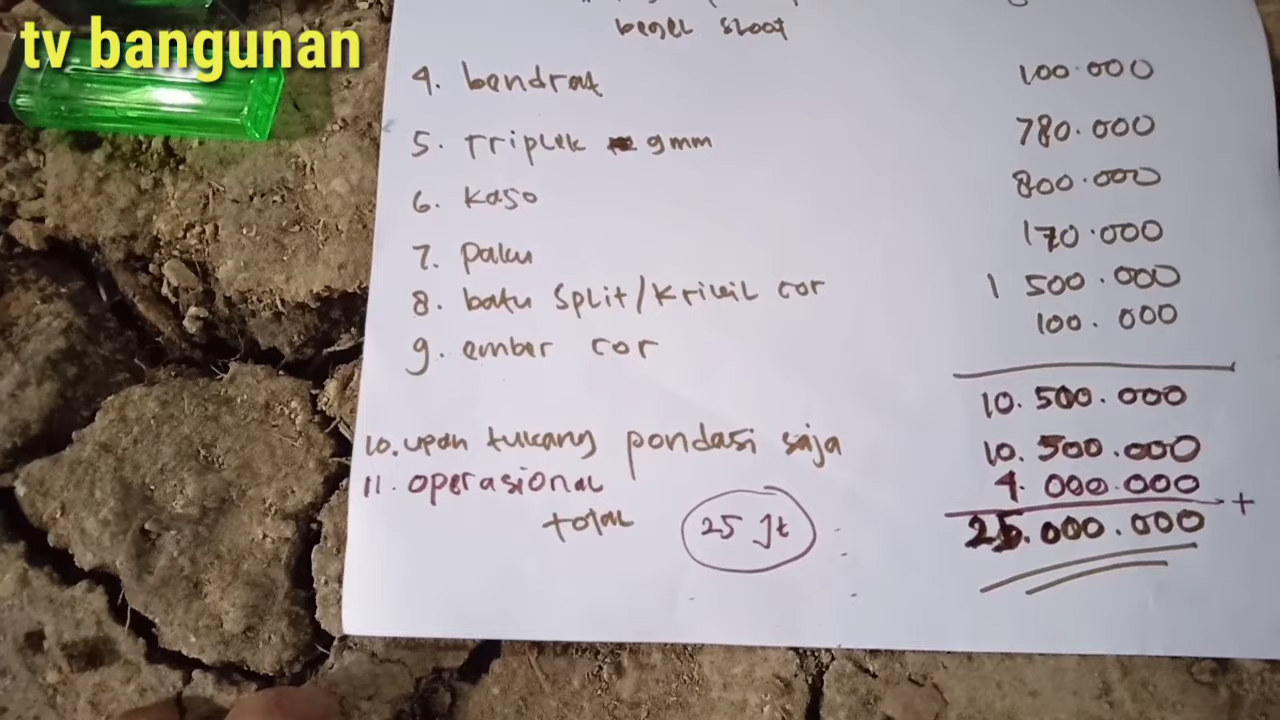 tv bangunan
begel sloof
4. bendrat 100.000
5. Triplek 9mm 780.000
6. Kaso 800.000
7. paku 170.000
8. batu split/kricil cor 1 500.000
9. ember cor 100.000
10.500.000
10. upah tukang pondasi saja 10.500.000
11. operasional 4.000.000 +
total 25 Jt 25.000.000